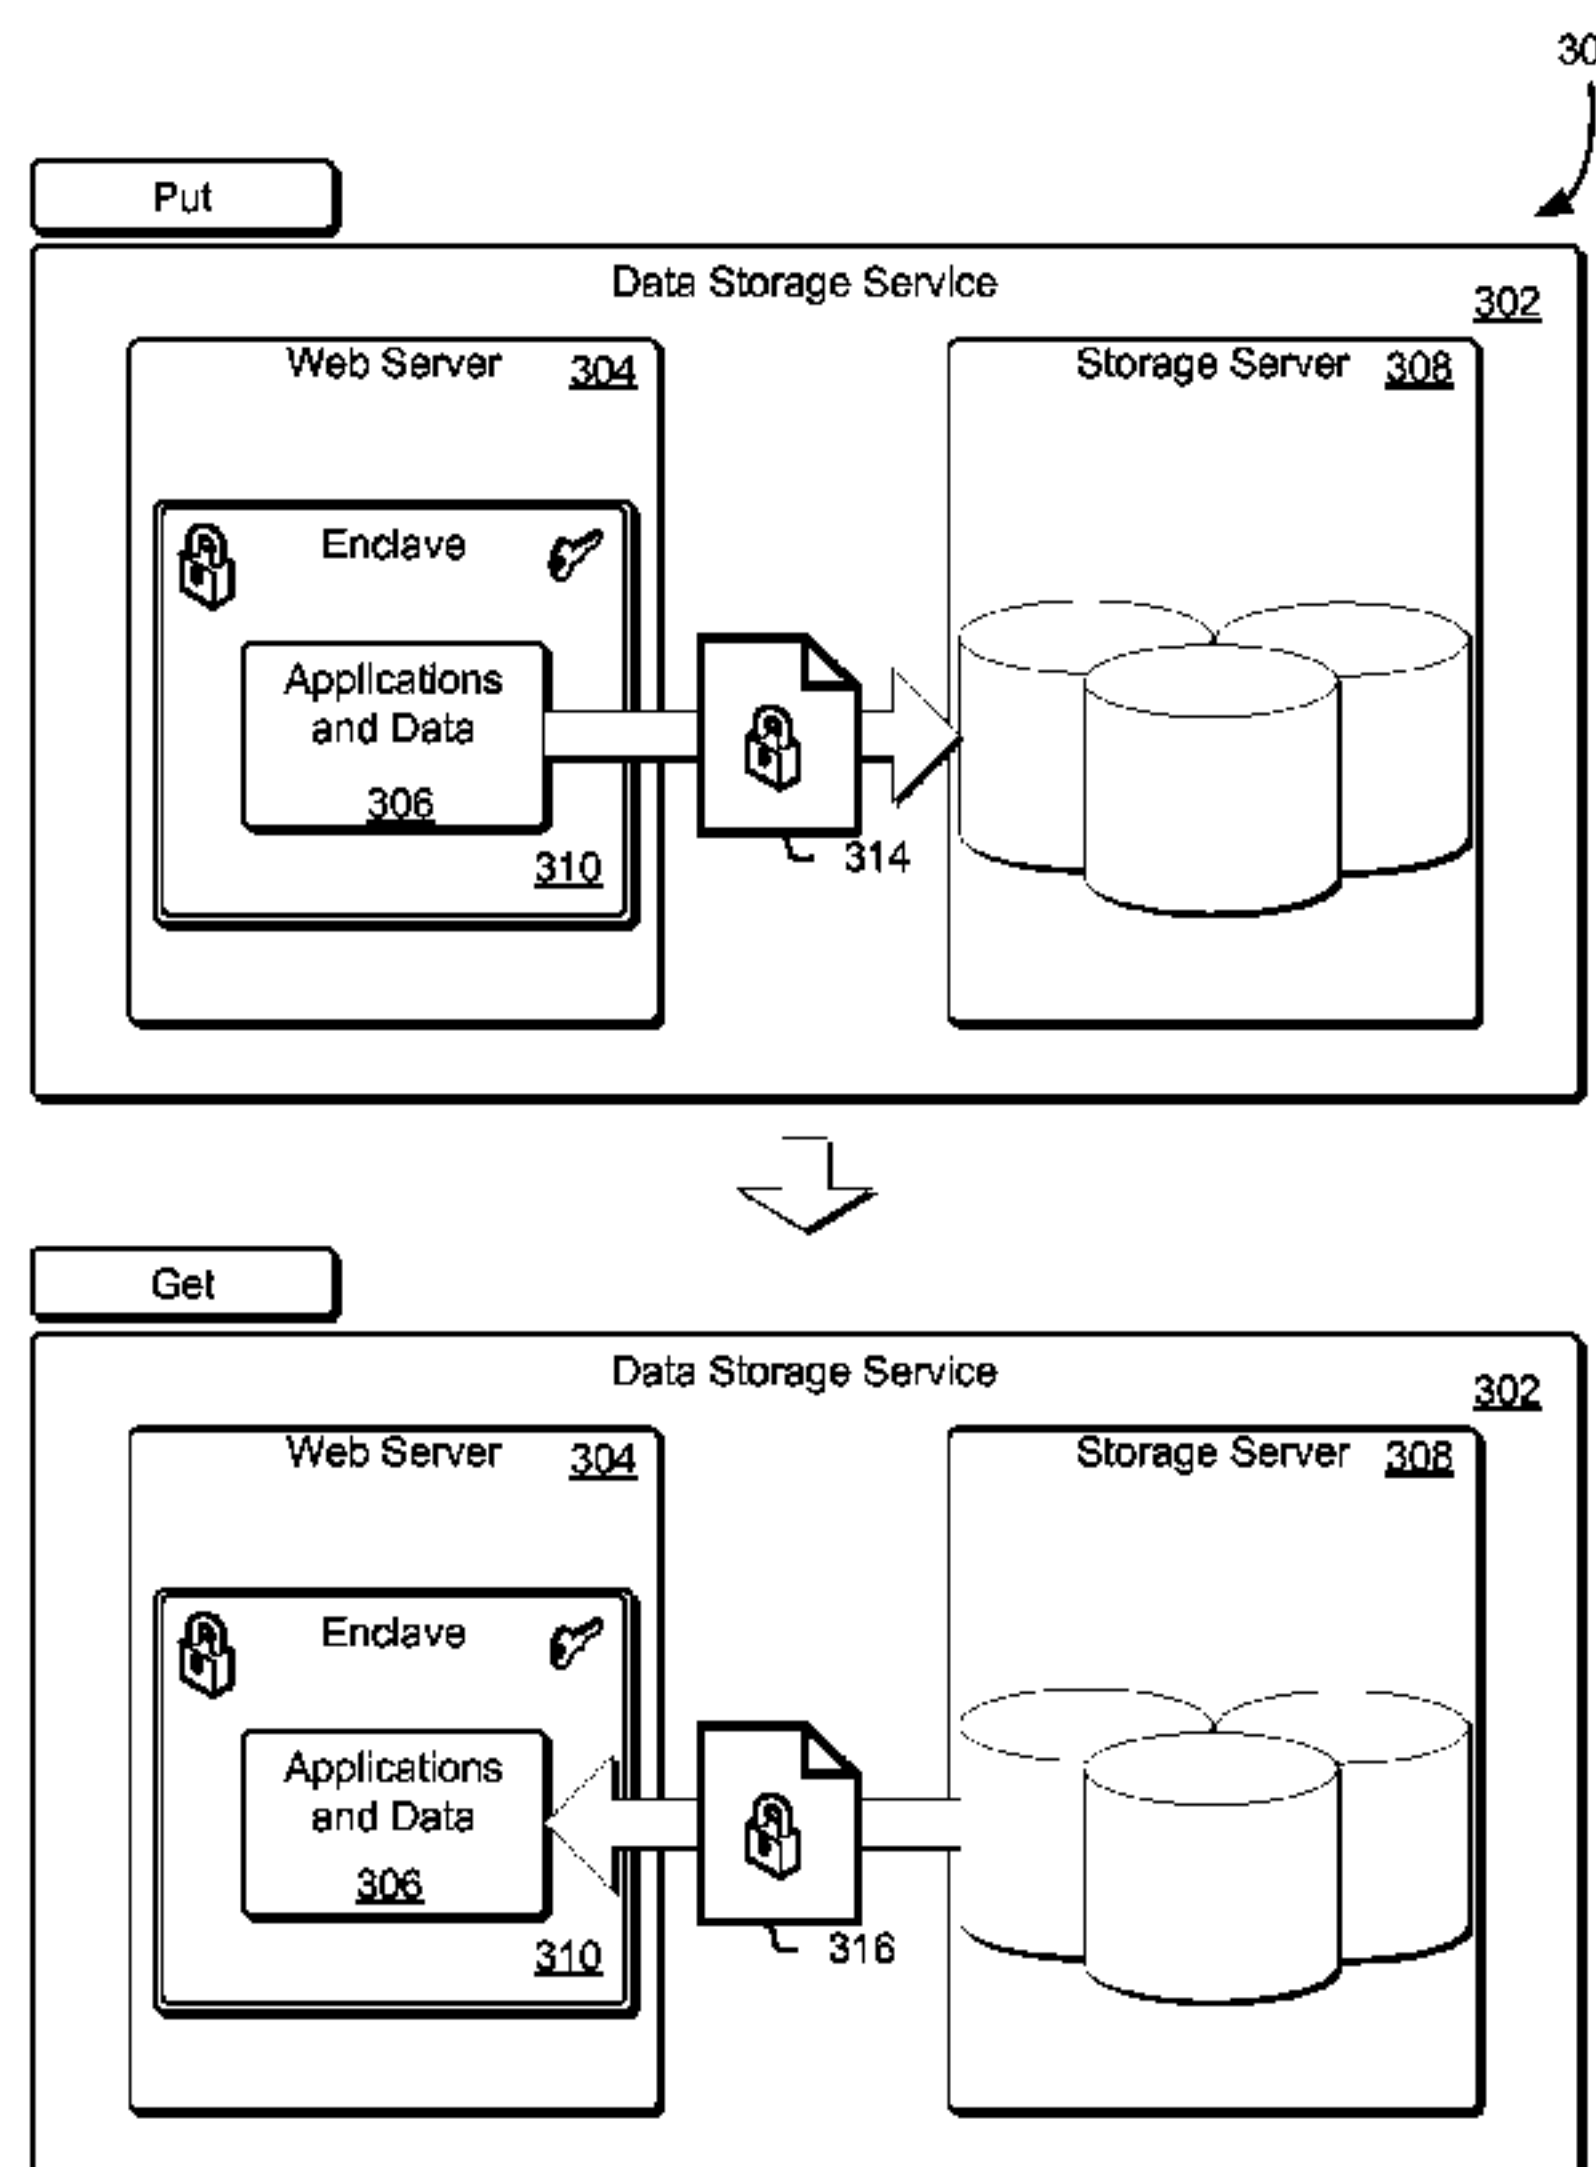 30
Put
Data Storage Service
302
Web Server 304
Storage Server 308
Enclave
Applications
and Data
306
310
314
Get
Data Storage Service
302
Web Server 304
Storage Server 308
Enclave
Applications
and Data
306
310
316